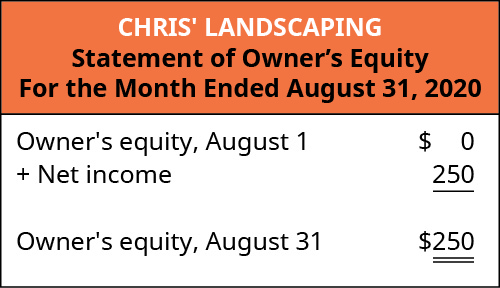 CHRIS' LANDSCAPING
Statement of Owner’s Equity
For the Month Ended August 31, 2020
Owner's equity, August 1 $ 0
+ Net income 250
Owner's equity, August 31 $250